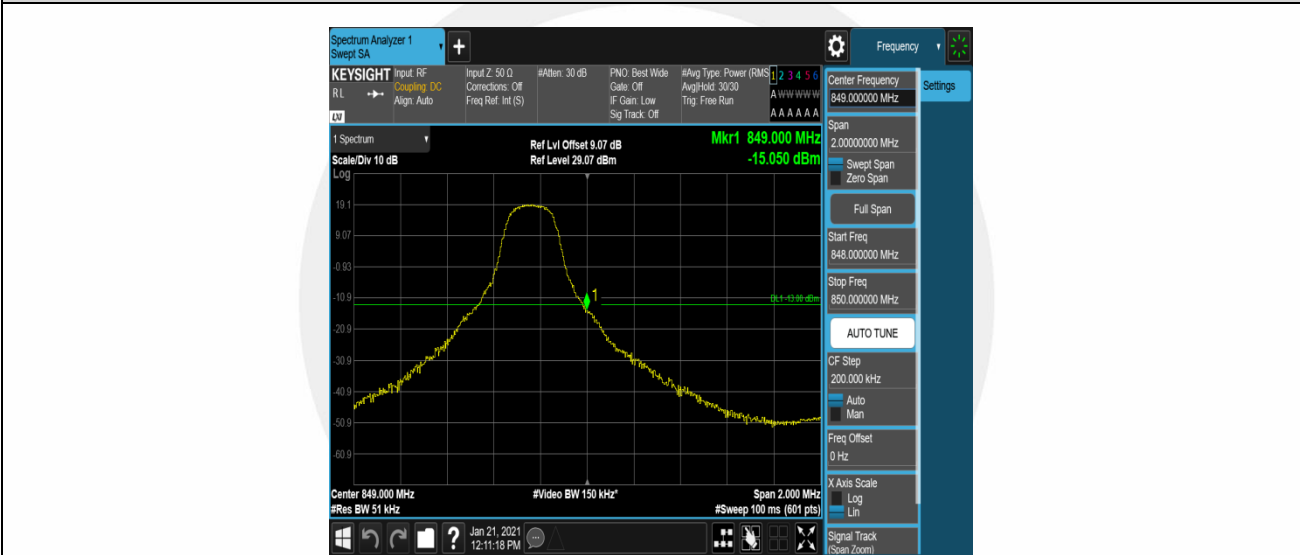 Spectrum Analyzer 1
Swept SA
+
Frequency
KEYSIGHT Input: RF Input Z: 50 Ω #Atten: 30 dB PNO: Best Wide #Avg Type: Power (RMS 1 2 3 4 5 6
RL Coupling: DC Corrections: Off Gate: Off Avg|Hold: 30/30 A W W W W W
Align: Auto Freq Ref: Int (S) IF Gain: Low Trig: Free Run
LXI Sig Track: Off A A A A A A
1 Spectrum Ref Lvl Offset 9.07 dB Mkr1 849.000 MHz
Scale/Div 10 dB Ref Level 29.07 dBm -15.050 dBm
Log
19.1
9.07
-0.93
-10.9
1
DL1 -13.00 dBm
-20.9
-30.9
-40.9
-50.9
-60.9
Center 849.000 MHz #Video BW 150 kHz* Span 2.000 MHz
#Res BW 51 kHz #Sweep 100 ms (601 pts)
? Jan 21, 2021
12:11:18 PM
Center Frequency
849.000000 MHz
Settings
Span
2.00000000 MHz
Swept Span
Zero Span
Full Span
Start Freq
848.000000 MHz
Stop Freq
850.000000 MHz
AUTO TUNE
CF Step
200.000 kHz
Auto
Man
Freq Offset
0 Hz
X Axis Scale
Log
Lin
Signal Track
(Span Zoom)